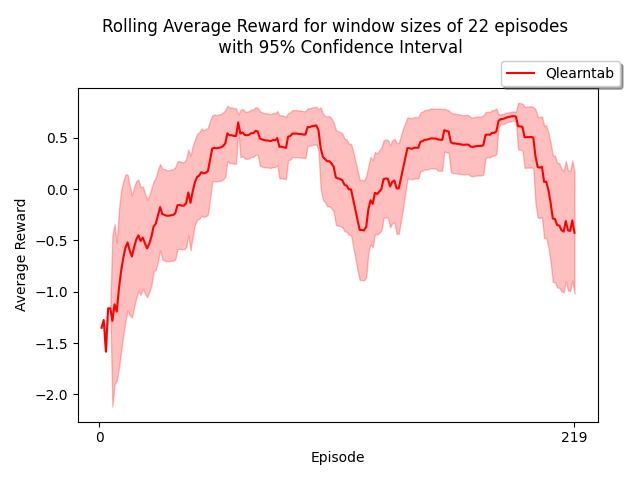 Rolling Average Reward for window sizes of 22 episodes
with 95% Confidence Interval
Qlearntab
0.5
0.0
−0.5
−1.0
−1.5
−2.0
Average Reward
0
219
Episode